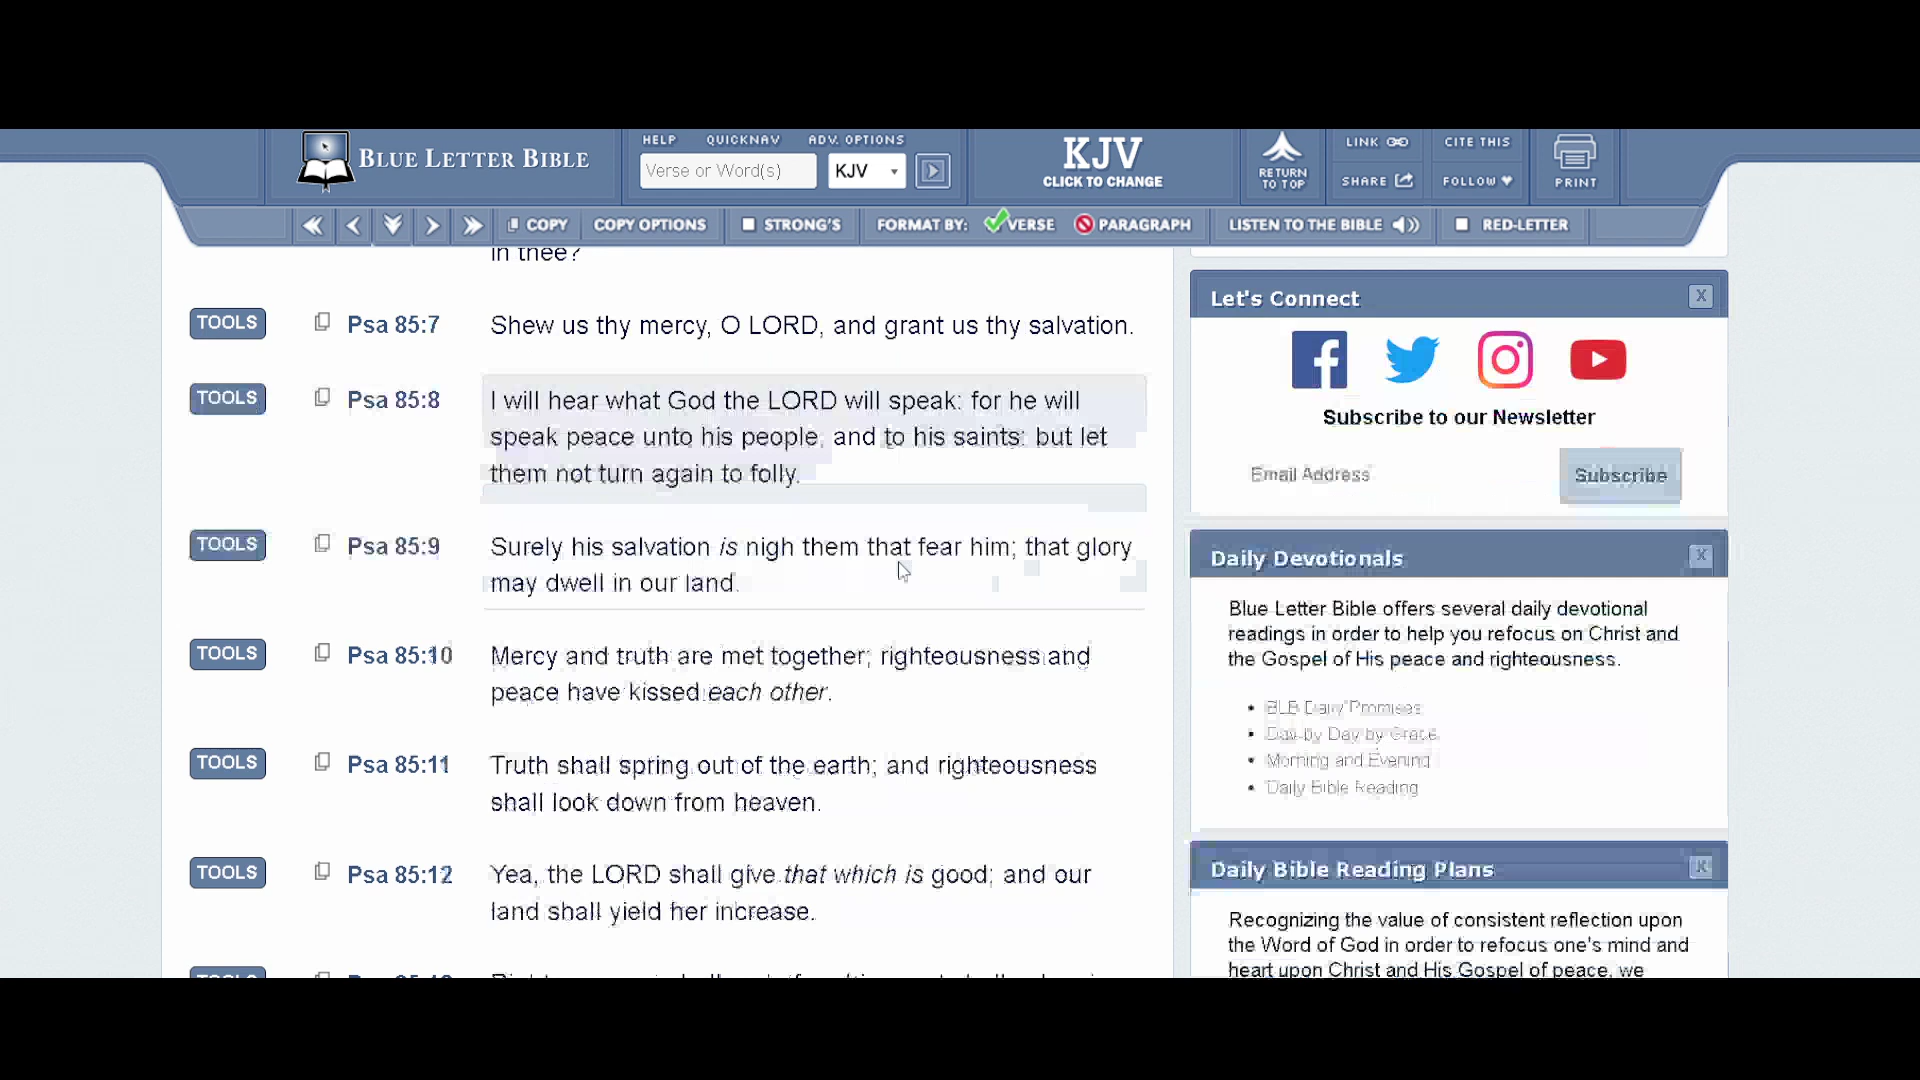 BLUE LETTER BIBLE
HELP QUICKNAV ADV. OPTIONS
Verse or Word(s) KJV
KJV
CLICK TO CHANGE
RETURN
TO TOP
LINK
SHARE
CITE THIS
FOLLOW
PRINT
COPY COPY OPTIONS STRONG'S FORMAT BY: VERSE PARAGRAPH LISTEN TO THE BIBLE RED-LETTER
in thee?
TOOLS Psa 85:7 Shew us thy mercy, O LORD, and grant us thy salvation.
TOOLS Psa 85:8 I will hear what God the LORD will speak: for he will
speak peace unto his people, and to his saints: but let
them not turn again to folly.
TOOLS Psa 85:9 Surely his salvation is nigh them that fear him; that glory
may dwell in our land.
TOOLS Psa 85:10 Mercy and truth are met together; righteousness and
peace have kissed each other.
TOOLS Psa 85:11 Truth shall spring out of the earth; and righteousness
shall look down from heaven.
TOOLS Psa 85:12 Yea, the LORD shall give that which is good; and our
land shall yield her increase.
Let's Connect X
Subscribe to our Newsletter
Email Address Subscribe
Daily Devotionals X
Blue Letter Bible offers several daily devotional
readings in order to help you refocus on Christ and
the Gospel of His peace and righteousness.
• BLB Daily Promises
• Day by Day by Grace
• Morning and Evening
• Daily Bible Reading
Daily Bible Reading Plans X
Recognizing the value of consistent reflection upon
the Word of God in order to refocus one's mind and
heart upon Christ and His Gospel of peace, we